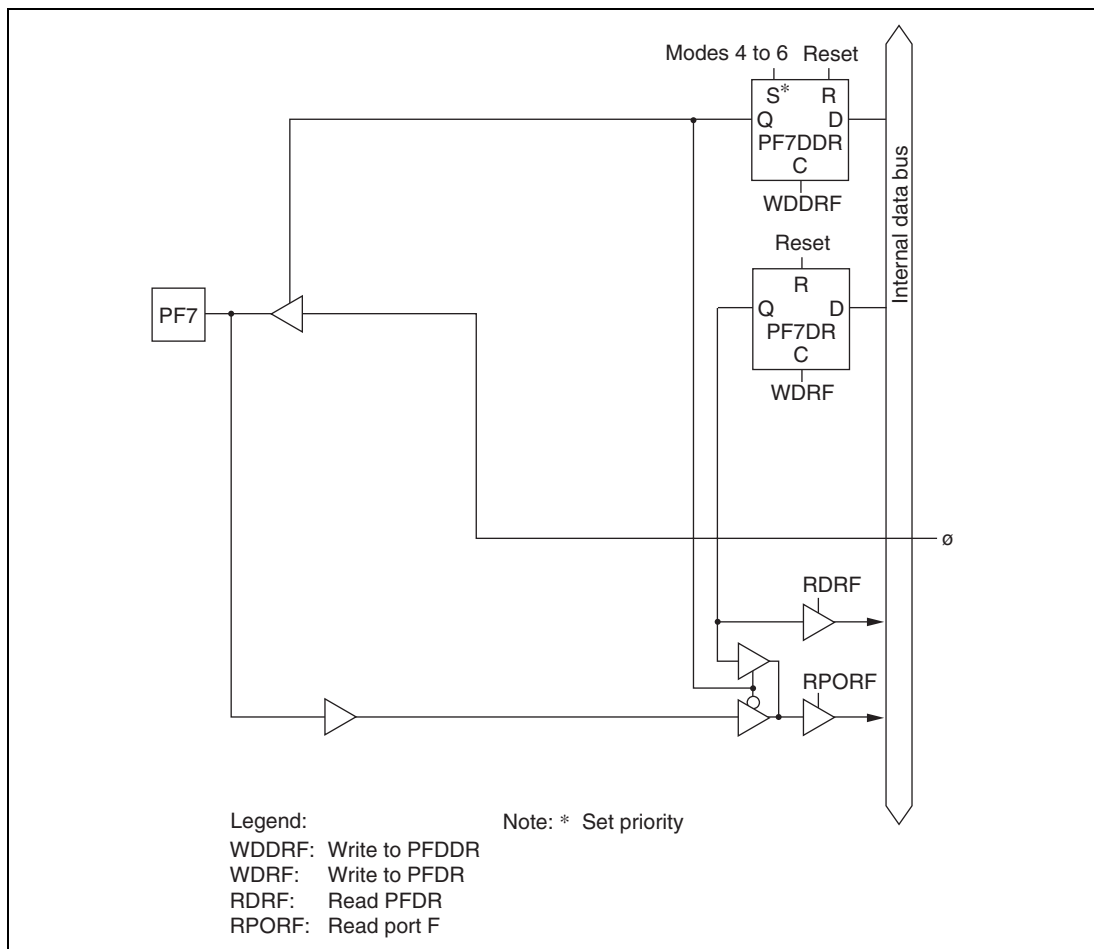 Modes 4 to 6 Reset
S* R
Q D
PF7DDR
C
WDDRF
Internal data bus
Reset
R
Q D
PF7DR
C
WDRF
PF7
ø
RDRF
RPORF
Legend:
WDDRF: Write to PFDDR
WDRF: Write to PFDR
RDRF: Read PFDR
RPORF: Read port F
Note: * Set priority